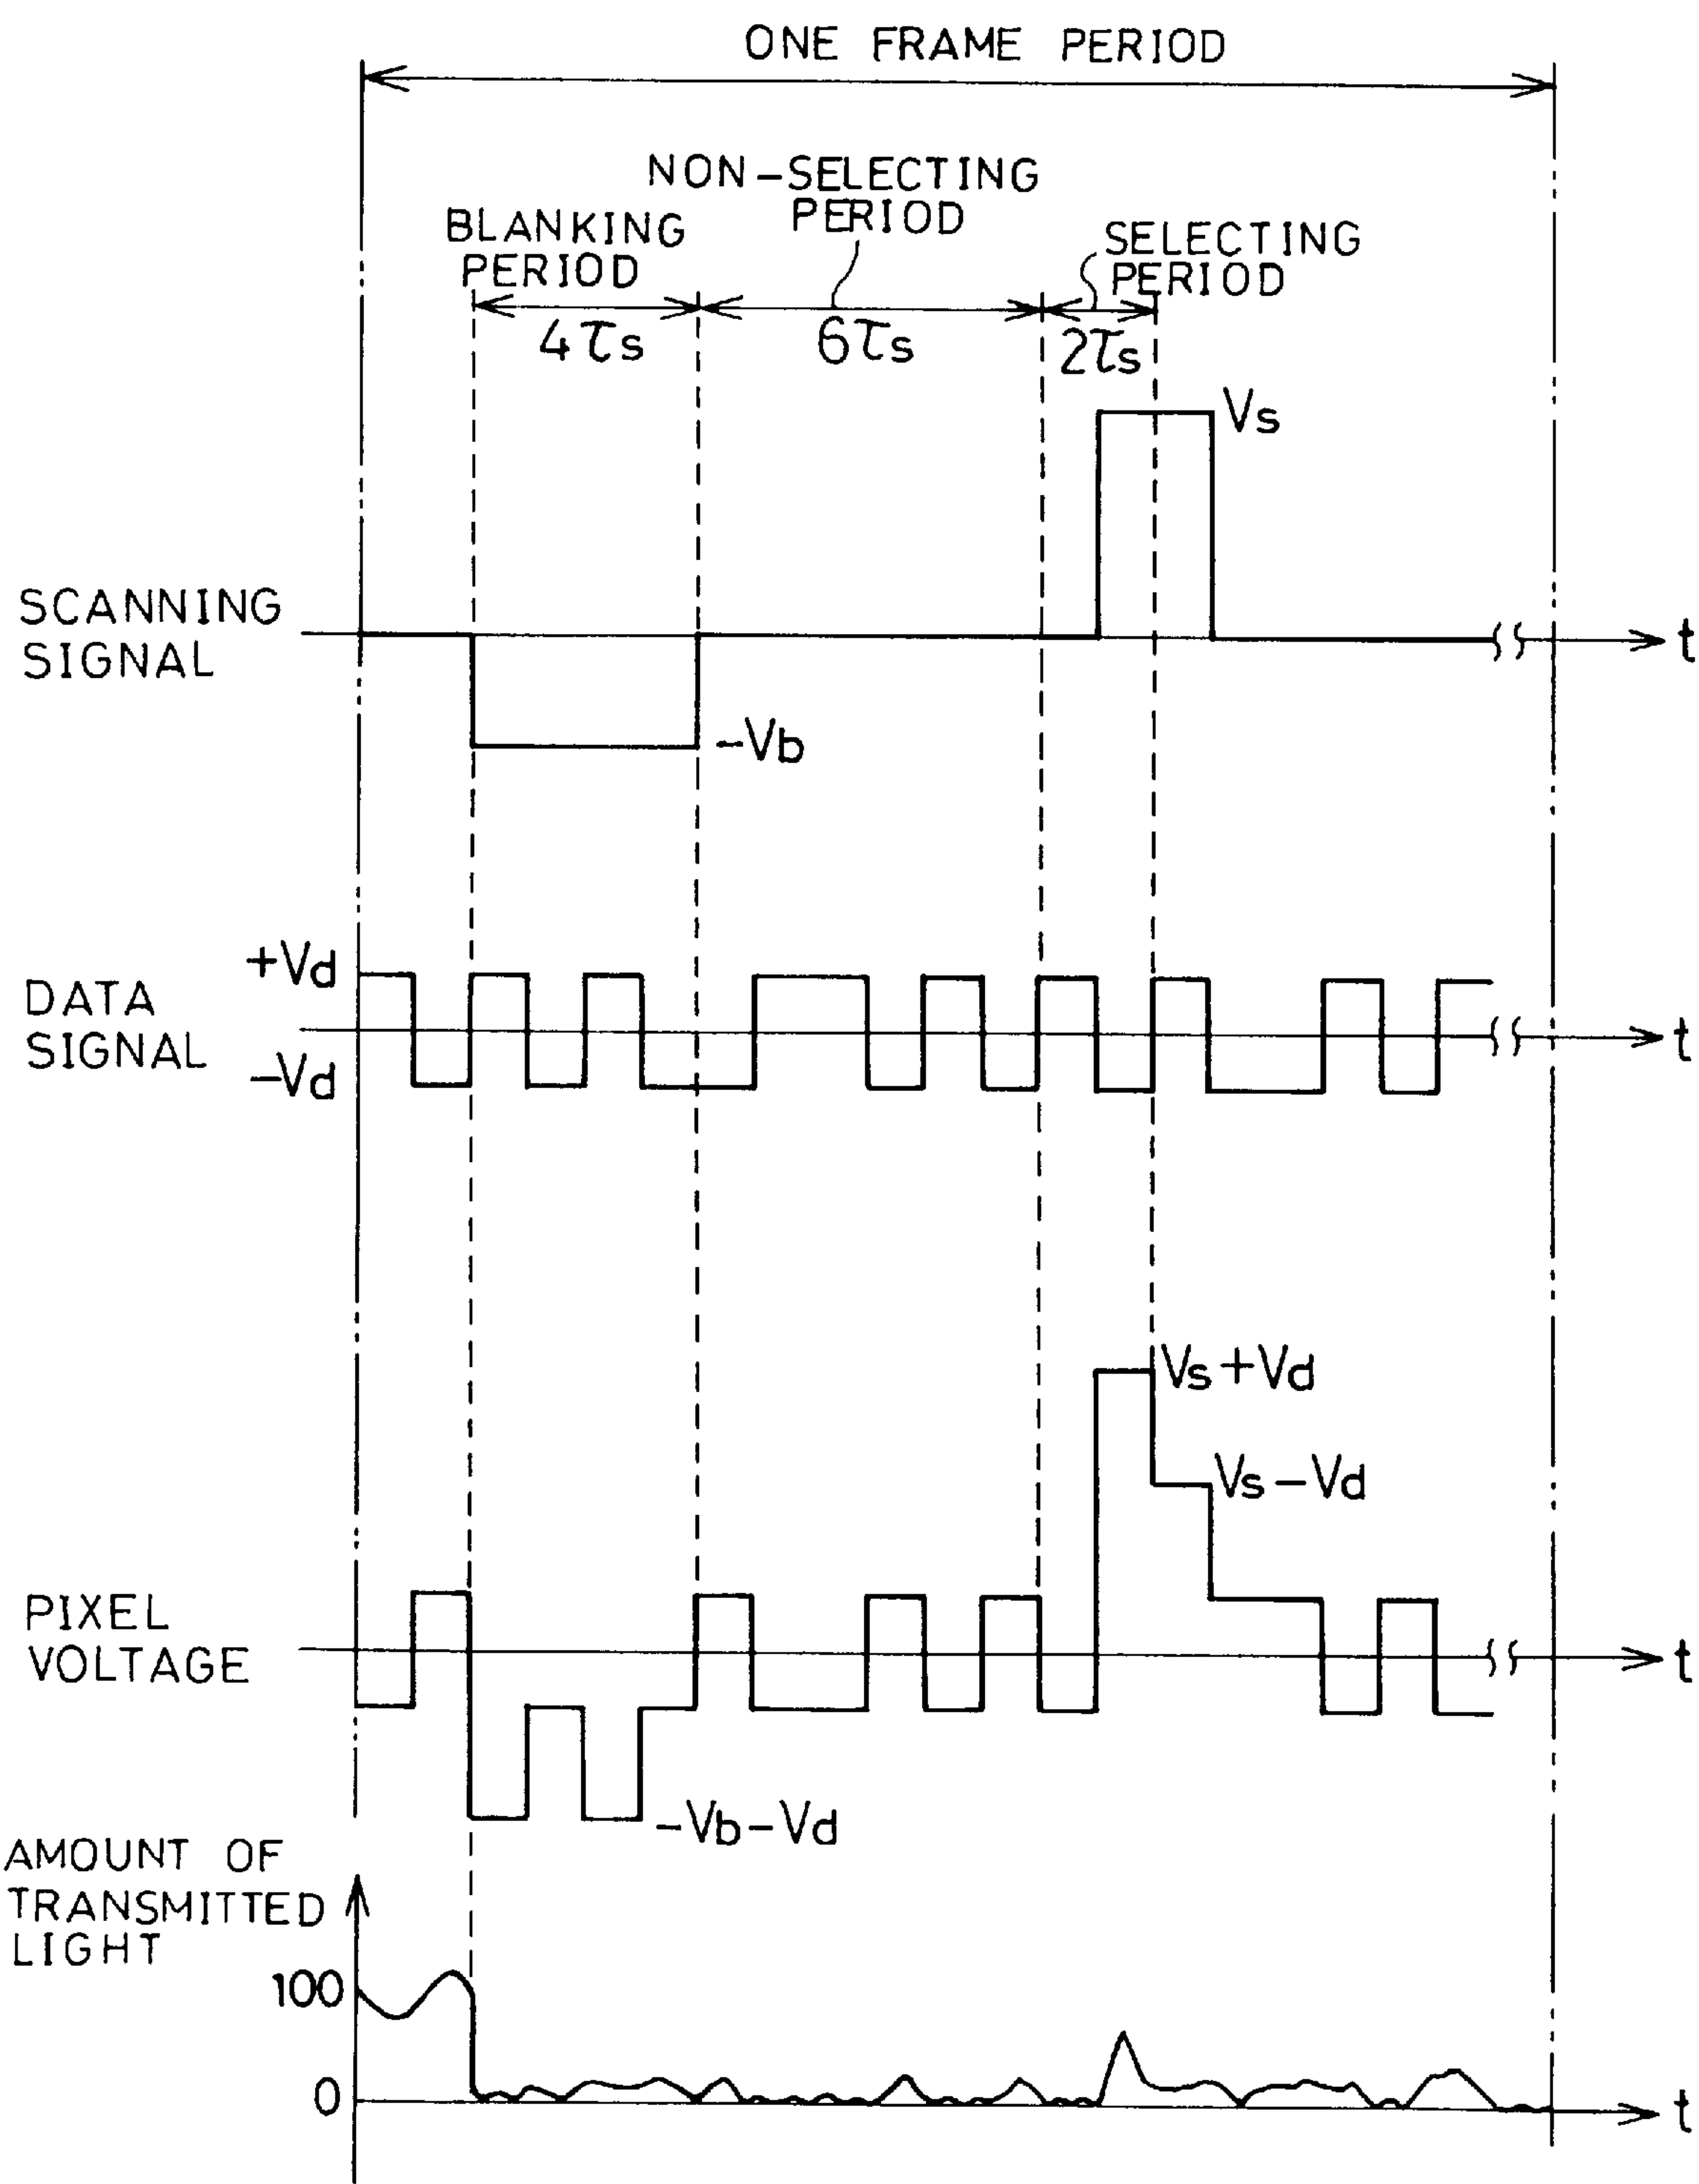 ONE FRAME PERIOD
NON-SELECTING
PERIOD
BLANKING
PERIOD
SELECTING
PERIOD
4τs
6τs
2τs
Vs
SCANNING
SIGNAL
t
-Vb
+Vd
DATA
SIGNAL
-Vd
t
Vs+Vd
Vs-Vd
PIXEL
VOLTAGE
t
-Vb-Vd
AMOUNT OF
TRANSMITTED
LIGHT
100
0
t